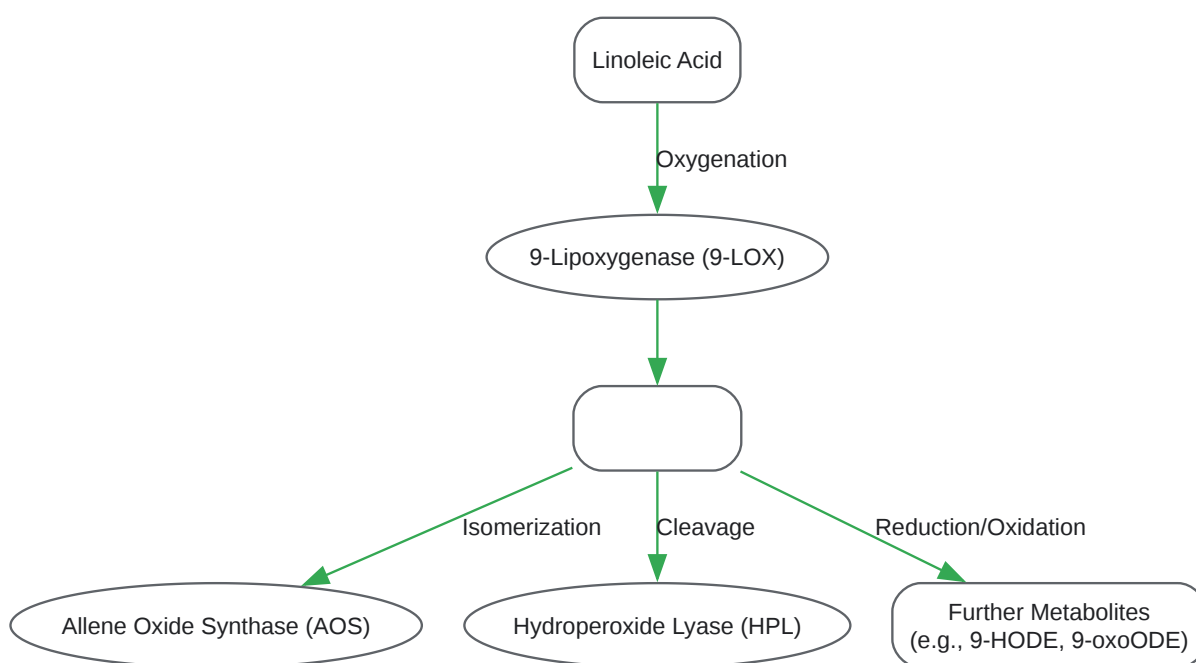 Linoleic Acid
Oxygenation
9-Lipoxygenase (9-LOX)
Isomerization
Cleavage
Reduction/Oxidation
Allene Oxide Synthase (AOS)
Hydroperoxide Lyase (HPL)
Further Metabolites
(e.g., 9-HODE, 9-oxoODE)